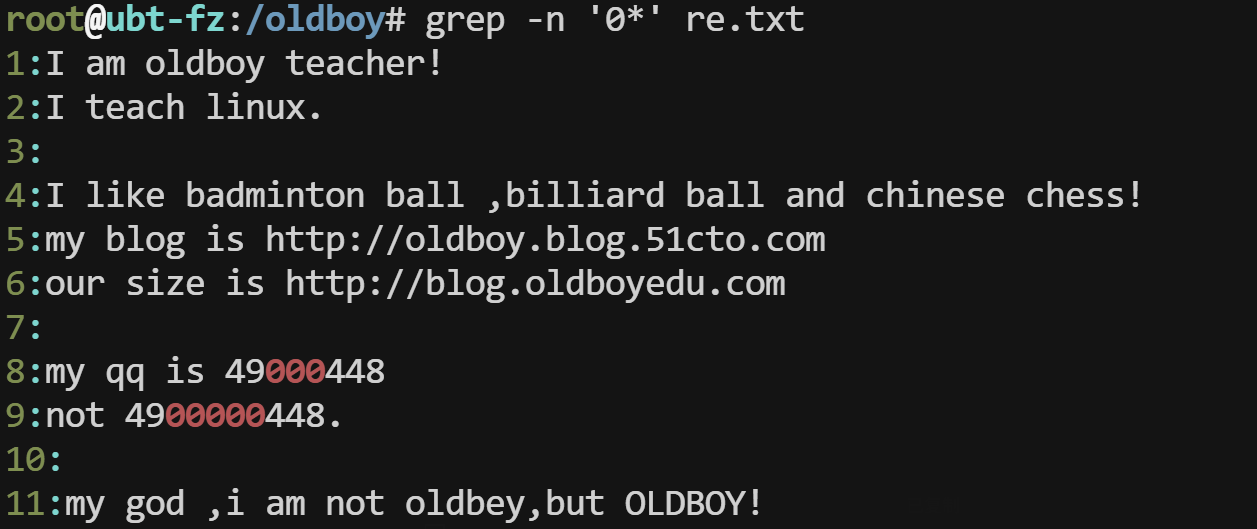 root@ubt-fz:/oldboy# grep -n '0*' re.txt
1:I am oldboy teacher!
2:I teach linux.
3:
4:I like badminton ball ,billiard ball and chinese chess!
5:my blog is http://oldboy.blog.51cto.com
6:our size is http://blog.oldboyedu.com
7:
8:my qq is 49000448
9:not 4900000448.
10:
11:my god ,i am not oldbey,but OLDBOY!